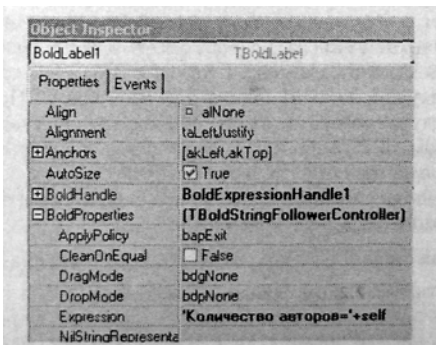 Object Inspector
BoldLabel1 TBoldLabel
Properties Events
Align alNone
Alignment taLeftJustify
Anchors [akLeft,akTop]
AutoSize True
BoldHandle BoldExpressionHandle1
BoldProperties (TBoldStringFollowerController)
ApplyPolicy bapExit
CleanOnEqual False
DragMode bdgNone
DropMode bdpNone
Expression 'Количество авторов='+self
NilStringRepresenta